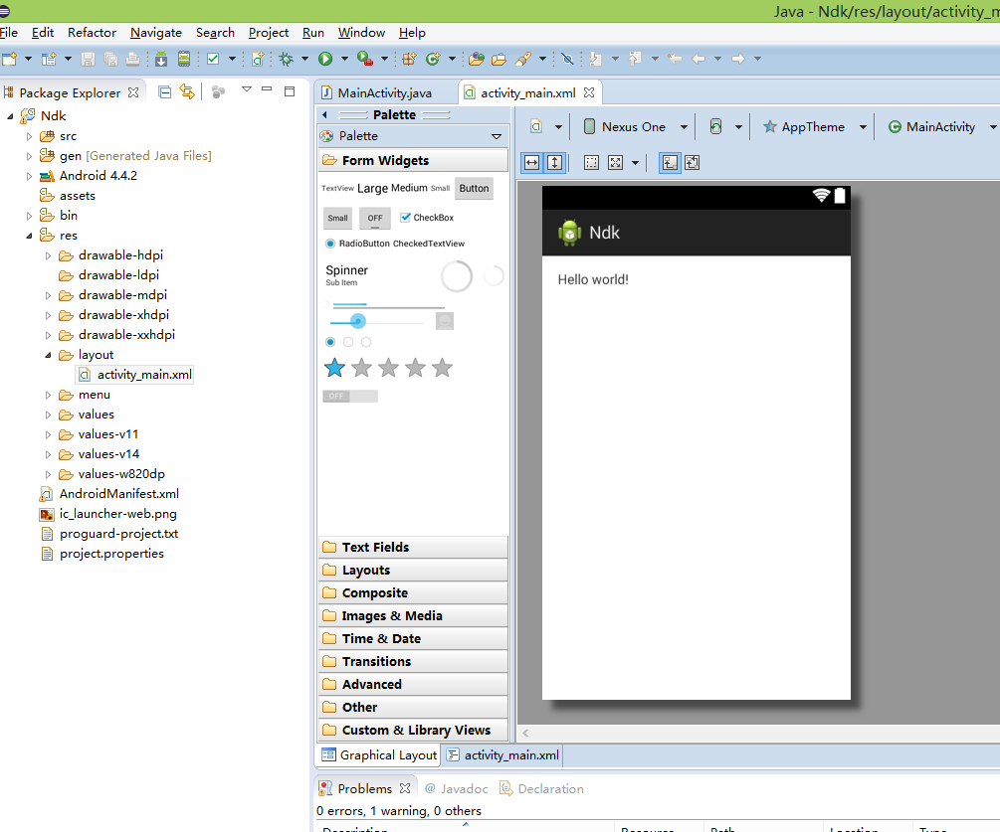 Java - Ndk/res/layout/activity_m
File Edit Refactor Navigate Search Project Run Window Help
Package Explorer
Ndk
src
gen [Generated Java Files]
Android 4.4.2
assets
bin
res
drawable-hdpi
drawable-ldpi
drawable-mdpi
drawable-xhdpi
drawable-xxhdpi
layout
activity_main.xml
menu
values
values-v11
values-v14
values-w820dp
AndroidManifest.xml
ic_launcher-web.png
proguard-project.txt
project.properties
MainActivity.java
activity_main.xml
Palette
Palette
Form Widgets
TextView Large Medium Small Button
Small OFF CheckBox
RadioButton CheckedTextView
Spinner
Sub Item
OFF
Text Fields
Layouts
Composite
Images & Media
Time & Date
Transitions
Advanced
Other
Custom & Library Views
Graphical Layout
activity_main.xml
Nexus One
AppTheme
MainActivity
Ndk
Hello world!
Problems
@ Javadoc
Declaration
0 errors, 1 warning, 0 others
Description Resource Path Location Type